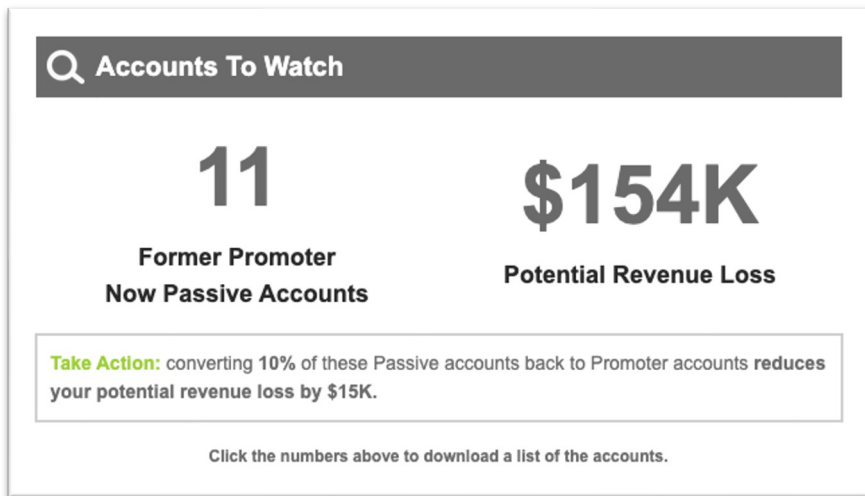 Accounts To Watch
11
Former Promoter
Now Passive Accounts
$154K
Potential Revenue Loss
Take Action: converting 10% of these Passive accounts back to Promoter accounts reduces
your potential revenue loss by $15K.
Click the numbers above to download a list of the accounts.